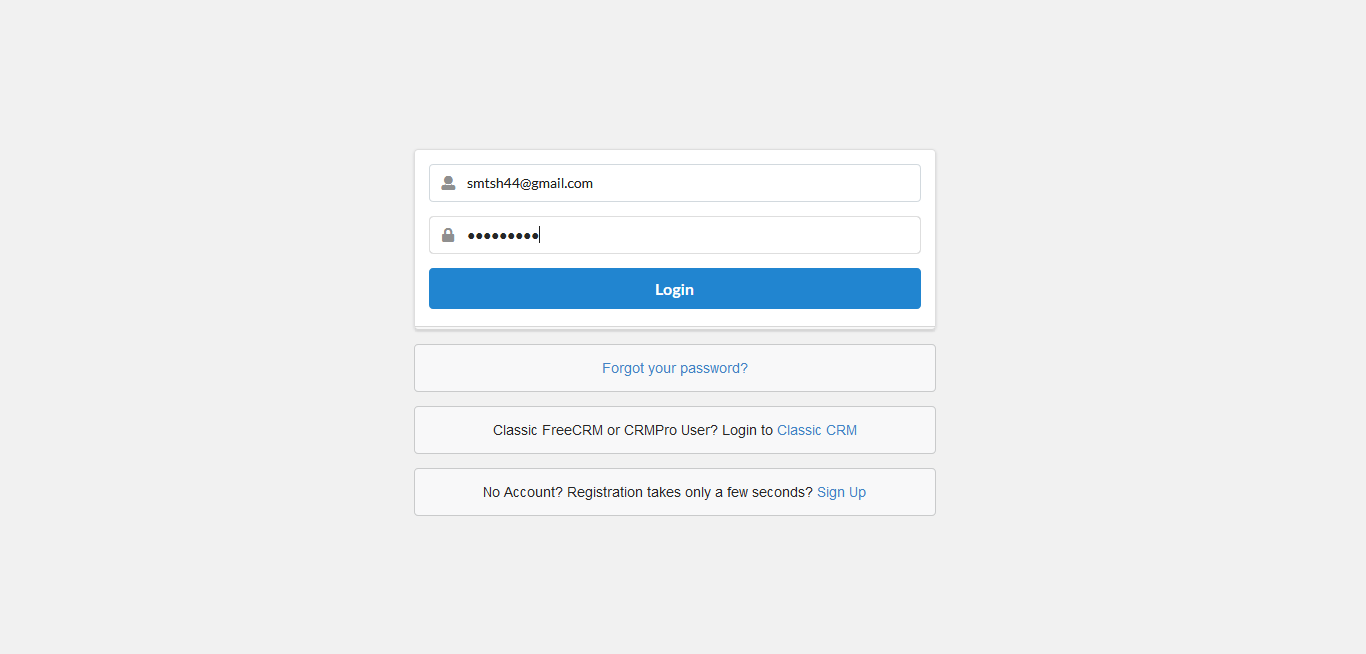 smtsh44@gmail.com
●●●●●●●●●
Login
Forgot your password?
Classic FreeCRM or CRMPro User? Login to Classic CRM
No Account? Registration takes only a few seconds? Sign Up